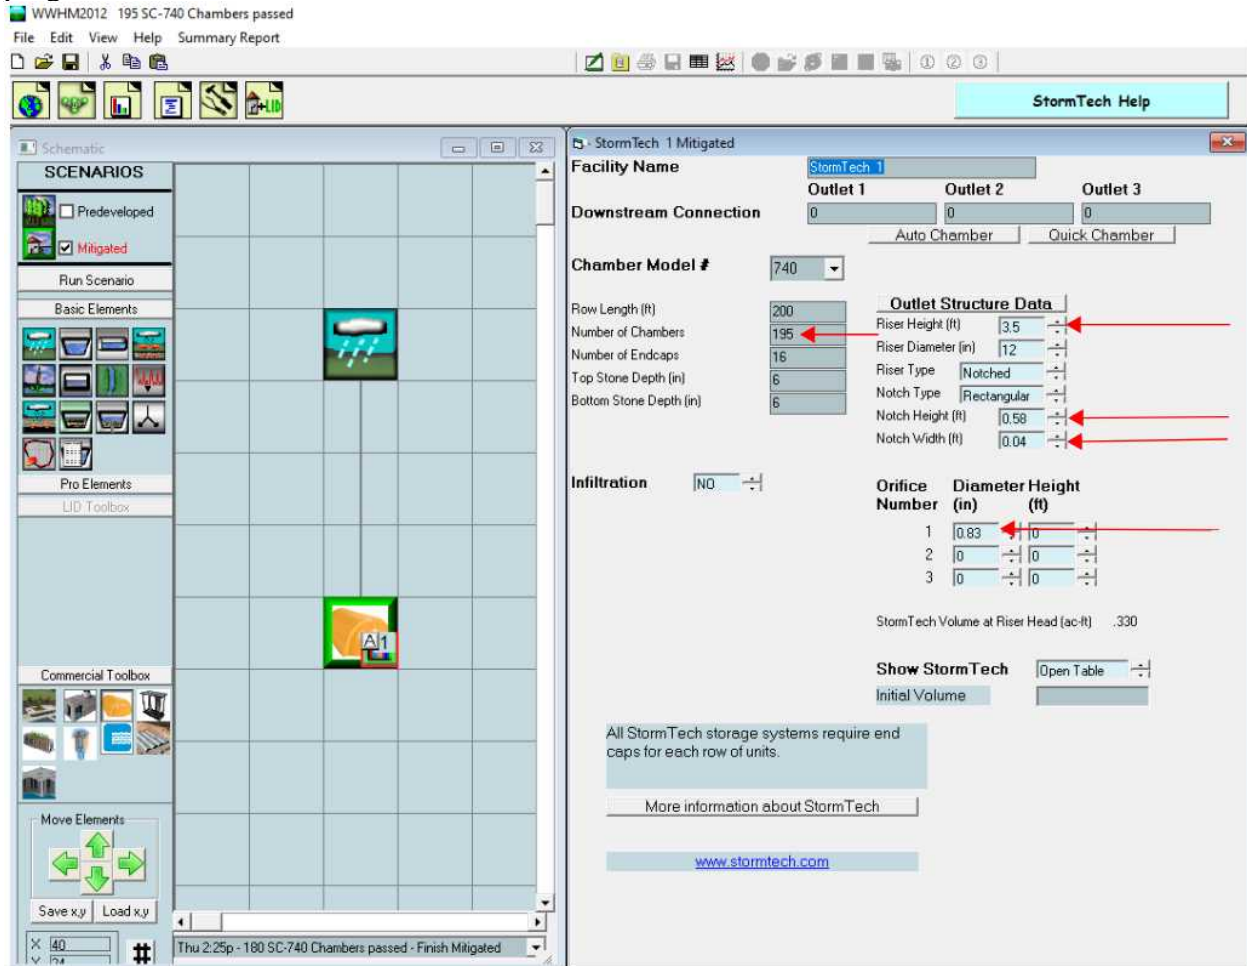 WWHM2012 195 SC-740 Chambers passed
File Edit View Help Summary Report
① ② ③
+LID
StormTech Help
Schematic
SCENARIOS
Predeveloped
Mitigated
Run Scenario
Basic Elements
Pro Elements
LID Toolbox
Commercial Toolbox
Move Elements
Save x,y Load x,y
X 40
Y 24
#
A 1
Thu 2:25p - 180 SC-740 Chambers passed - Finish Mitigated
StormTech 1 Mitigated
Facility Name StormTech 1
Outlet 1 Outlet 2 Outlet 3
Downstream Connection 0 0 0
Auto Chamber Quick Chamber
Chamber Model # 740
Row Length (ft) 200
Number of Chambers 195
Number of Endcaps 16
Top Stone Depth (in) 6
Bottom Stone Depth (in) 6
Outlet Structure Data
Riser Height (ft) 3.5
Riser Diameter (in) 12
Riser Type Notched
Notch Type Rectangular
Notch Height (ft) 0.58
Notch Width (ft) 0.04
Infiltration NO
Orifice Diameter Height
Number (in) (ft)
1 0.83 0
2 0 0
3 0 0
StormTech Volume at Riser Head (ac-ft) .330
Show StormTech Open Table
Initial Volume
All StormTech storage systems require end
caps for each row of units.
More information about StormTech
www.stormtech.com